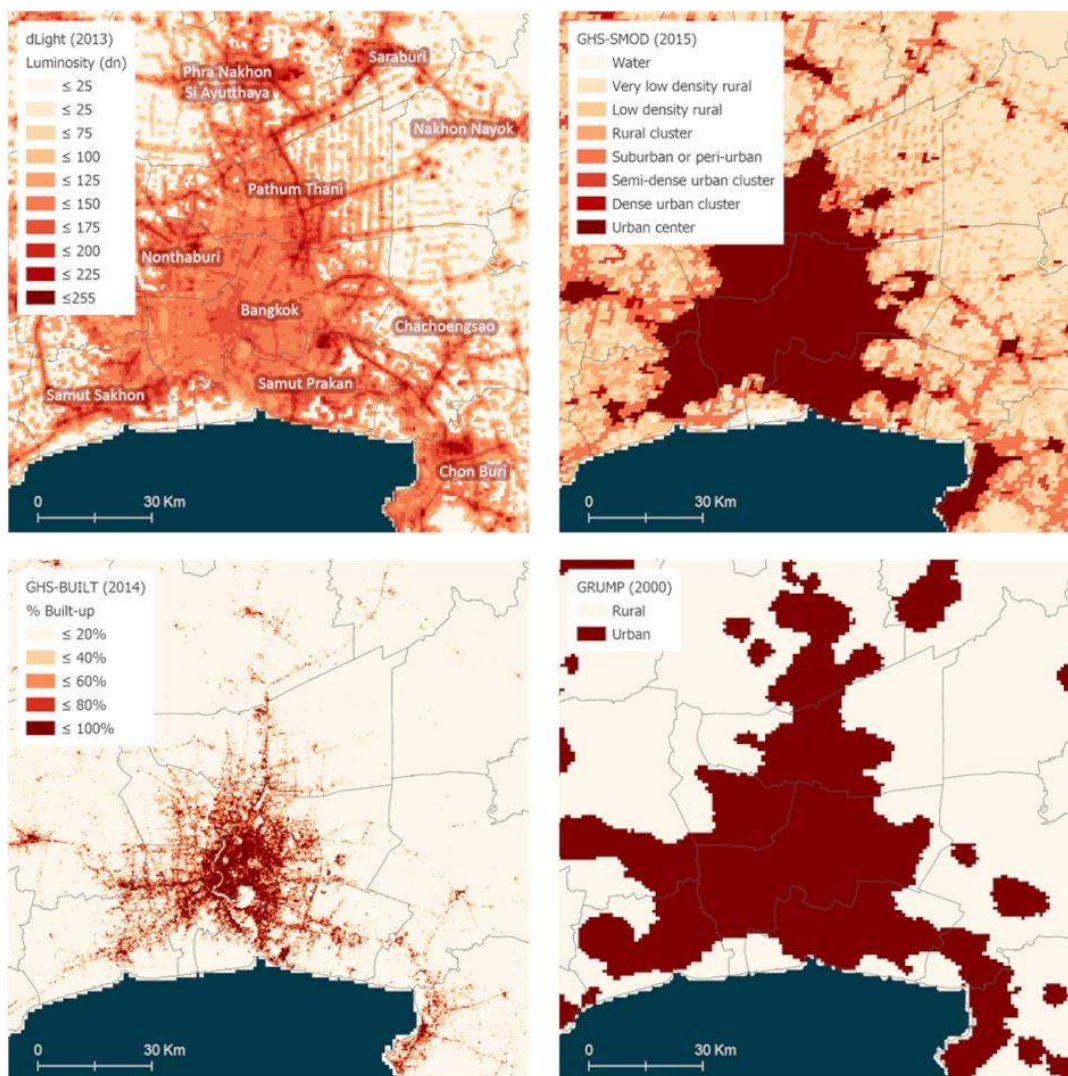 dLight (2013)
Luminosity (dn)
≤ 25
≤ 25
≤ 75
≤ 100
≤ 125
≤ 150
≤ 175
≤ 200
≤ 225
≤255
Phra Nakhon
Si Ayutthaya
Saraburi
Nakhon Nayok
Pathum Thani
Nonthaburi
Bangkok
Chachoengsao
Samut Sakhon
Samut Prakan
Chon Buri
0 30 Km
GHS-SMOD (2015)
Water
Very low density rural
Low density rural
Rural cluster
Suburban or peri-urban
Semi-dense urban cluster
Dense urban cluster
Urban center
0 30 Km
GHS-BUILT (2014)
% Built-up
≤ 20%
≤ 40%
≤ 60%
≤ 80%
≤ 100%
0 30 Km
GRUMP (2000)
Rural
Urban
0 30 Km